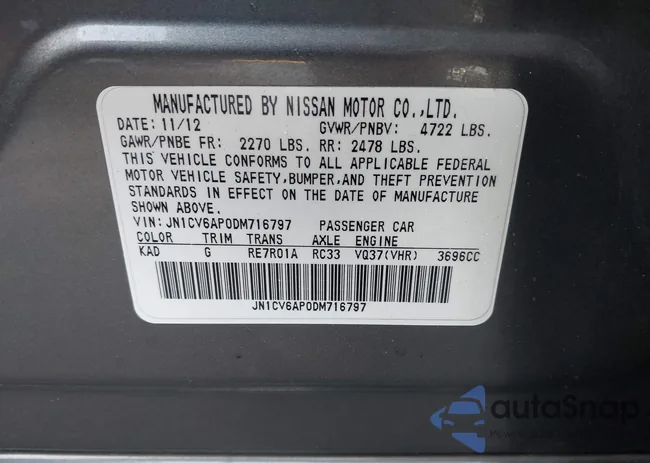 MANUFACTURED BY NISSAN MOTOR CO.,LTD.
DATE: 11/12 GVWR/PNBV: 4722 LBS.
GAWR/PNBE FR: 2270 LBS. RR: 2478 LBS.
THIS VEHICLE CONFORMS TO ALL APPLICABLE FEDERAL
MOTOR VEHICLE SAFETY,BUMPER,AND THEFT PREVENTION
STANDARDS IN EFFECT ON THE DATE OF MANUFACTURE
SHOWN ABOVE.
VIN: JN1CV6AP0DM716797 PASSENGER CAR
COLOR TRIM TRANS AXLE ENGINE
KAD G RE7R01A RC33 VQ37(VHR) 3696CC
JN1CV6AP0DM716797
autoSnap